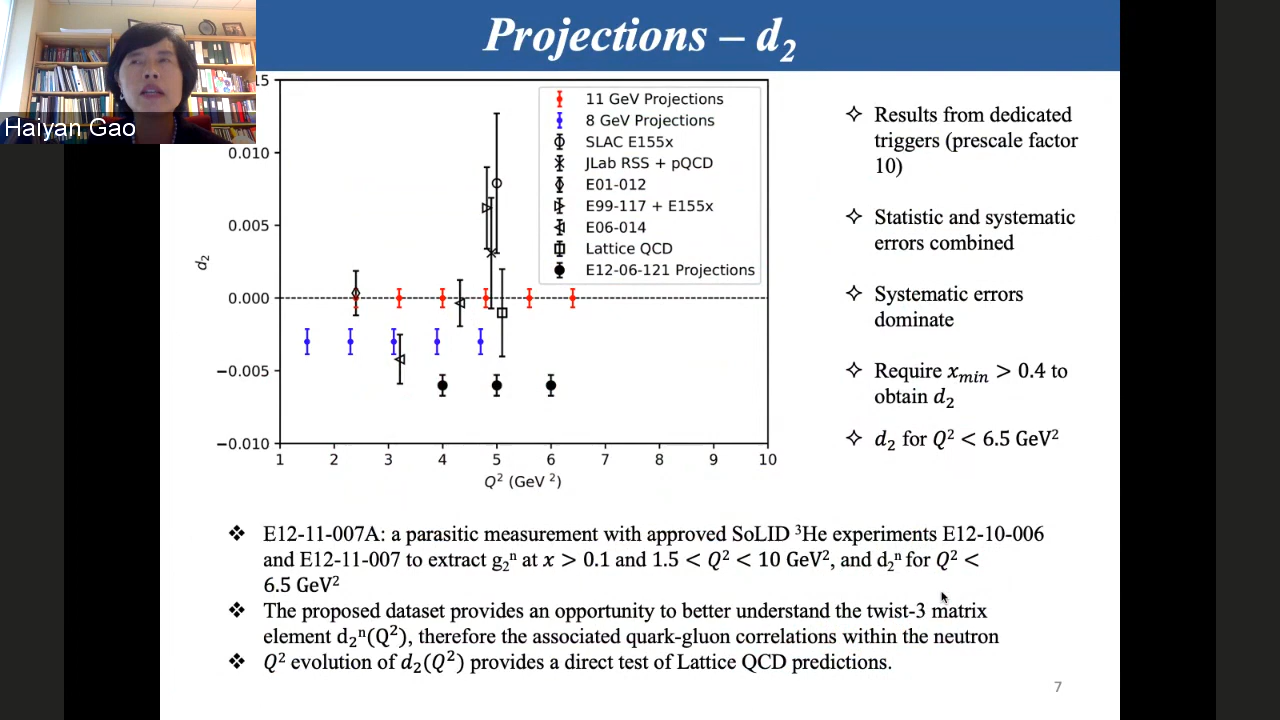 Projections – d₂
Haiyan Gao
15
0.010
0.005
0.000
−0.005
−0.010
d₂
1 2 3 4 5 6 7 8 9 10
Q² (GeV ²)
11 GeV Projections
8 GeV Projections
SLAC E155x
JLab RSS + pQCD
E01-012
E99-117 + E155x
E06-014
Lattice QCD
E12-06-121 Projections
Results from dedicated
triggers (prescale factor
10)
Statistic and systematic
errors combined
Systematic errors
dominate
Require xmin > 0.4 to
obtain d₂
d₂ for Q² < 6.5 GeV²
E12-11-007A: a parasitic measurement with approved SoLID ³He experiments E12-10-006
and E12-11-007 to extract g₂ⁿ at x > 0.1 and 1.5 < Q² < 10 GeV², and d₂ⁿ for Q² <
6.5 GeV²
The proposed dataset provides an opportunity to better understand the twist-3 matrix
element d₂ⁿ(Q²), therefore the associated quark-gluon correlations within the neutron
Q² evolution of d₂(Q²) provides a direct test of Lattice QCD predictions.
7